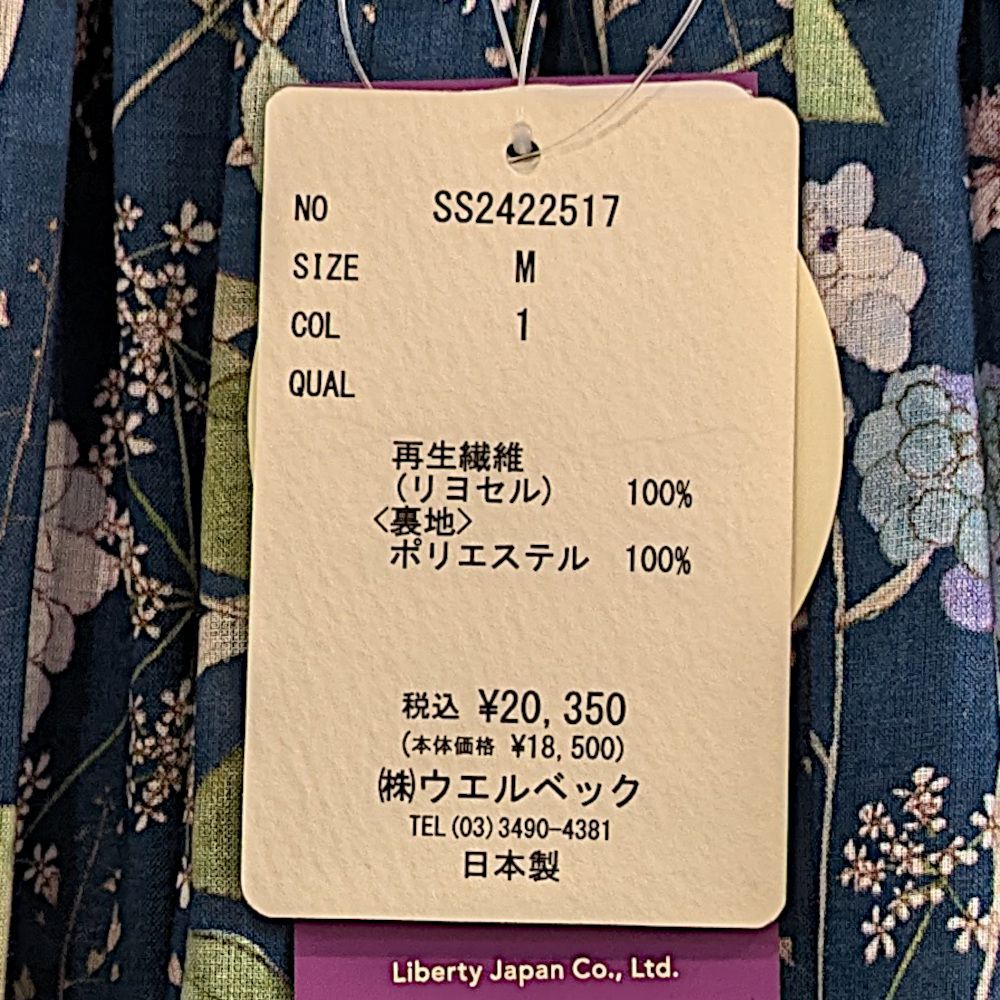 NO SS2422517
SIZE M
COL 1
QUAL
再生繊維
(リヨセル) 100%
<裏地>
ポリエステル 100%
税込 ¥20,350
(本体価格 ¥18,500)
㈱ウエルベック
TEL(03)3490-4381
日本製
Liberty Japan Co., Ltd.